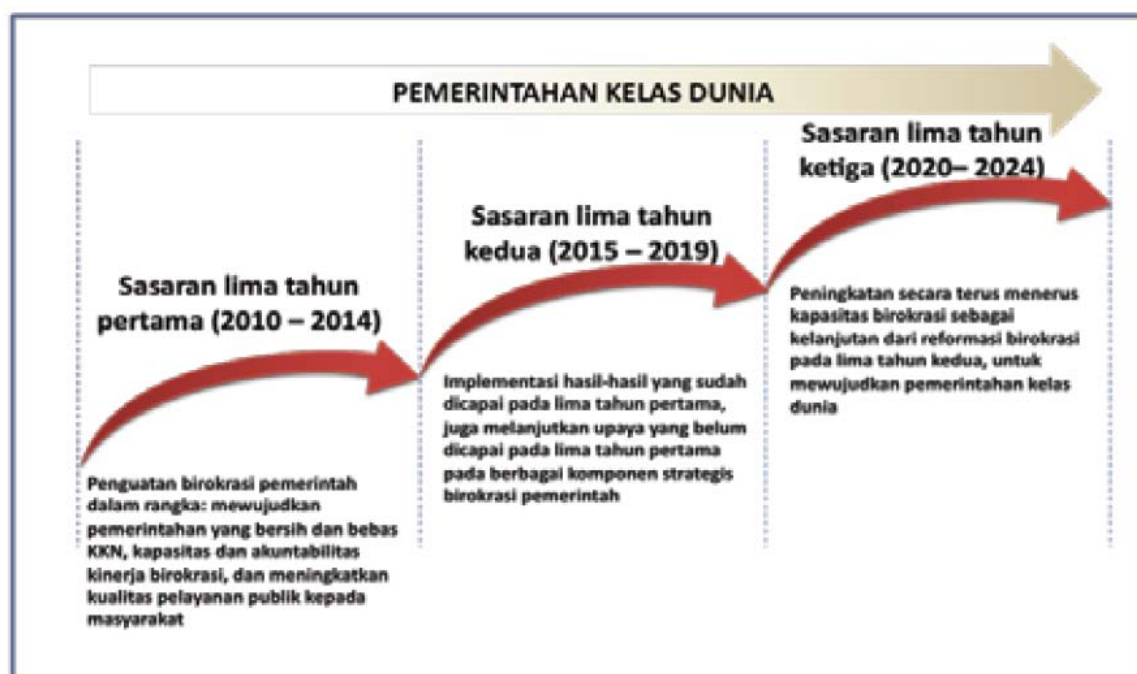 PEMERINTAHAN KELAS DUNIA
Sasaran lima tahun
pertama (2010 – 2014)
Penguatan birokrasi pemerintah
dalam rangka: mewujudkan
pemerintahan yang bersih dan bebas
KKN, kapasitas dan akuntabilitas
kinerja birokrasi, dan meningkatkan
kualitas pelayanan publik kepada
masyarakat
Sasaran lima tahun
kedua (2015 – 2019)
Implementasi hasil-hasil yang sudah
dicapai pada lima tahun pertama,
juga melanjutkan upaya yang belum
dicapai pada lima tahun pertama
pada berbagai komponen strategis
birokrasi pemerintah
Sasaran lima tahun
ketiga (2020– 2024)
Peningkatan secara terus menerus
kapasitas birokrasi sebagai
kelanjutan dari reformasi birokrasi
pada lima tahun kedua, untuk
mewujudkan pemerintahan kelas
dunia